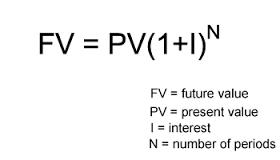 FV = PV(1+I)^N
FV = future value
PV = present value
I = interest
N = number of periods